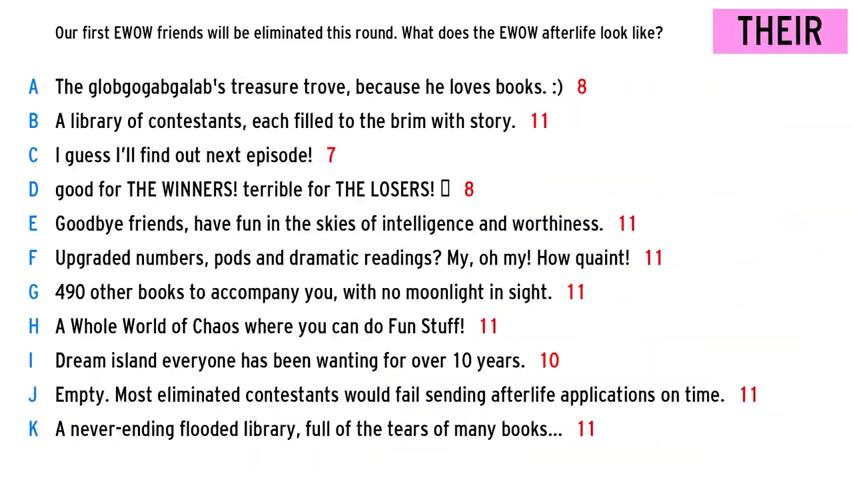 Our first EWOW friends will be eliminated this round. What does the EWOW afterlife look like?
THEIR
A The globgogabgalab's treasure trove, because he loves books. :) 8
B A library of contestants, each filled to the brim with story. 11
C I guess I'll find out next episode! 7
D good for THE WINNERS! terrible for THE LOSERS! ▯ 8
E Goodbye friends, have fun in the skies of intelligence and worthiness. 11
F Upgraded numbers, pods and dramatic readings? My, oh my! How quaint! 11
G 490 other books to accompany you, with no moonlight in sight. 11
H A Whole World of Chaos where you can do Fun Stuff! 11
I Dream island everyone has been wanting for over 10 years. 10
J Empty. Most eliminated contestants would fail sending afterlife applications on time. 11
K A never-ending flooded library, full of the tears of many books... 11